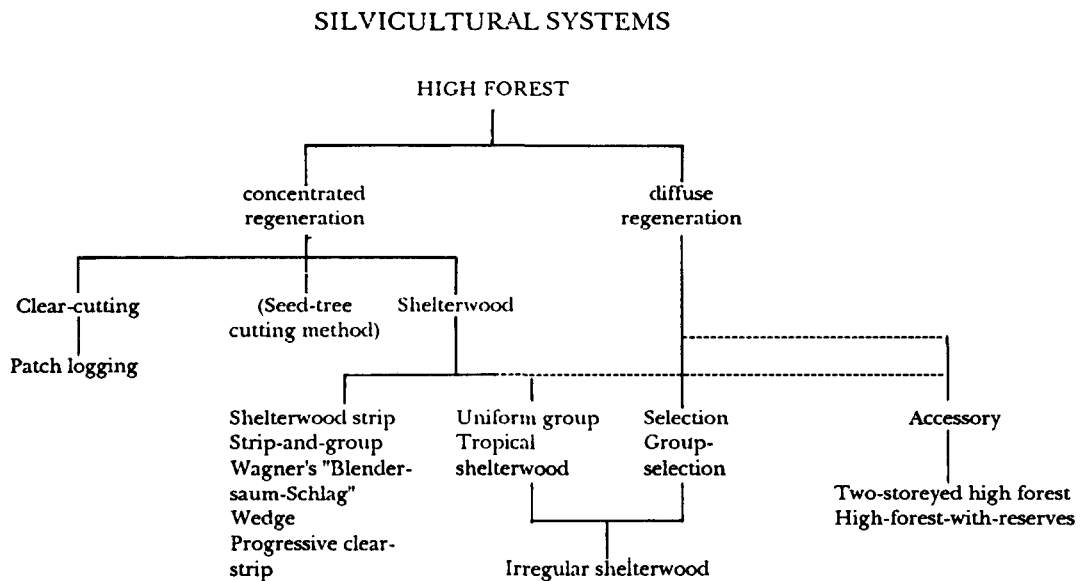 SILVICULTURAL SYSTEMS
HIGH FOREST
concentrated
regeneration
diffuse
regeneration
Clear-cutting
(Seed-tree
cutting method)
Shelterwood
Patch logging
Shelterwood strip
Strip-and-group
Wagner's "Blender-
saum-Schlag"
Wedge
Progressive clear-
strip
Uniform group
Tropical
shelterwood
Selection
Group-
selection
Accessory
Two-storeyed high forest
High-forest-with-reserves
Irregular shelterwood